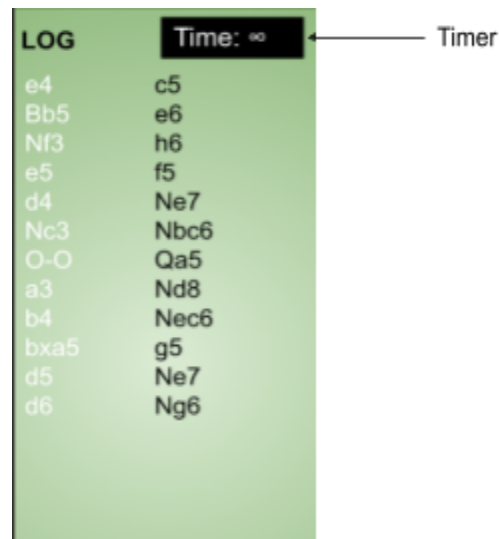 LOG Time: ∞ Timer
e4 c5
Bb5 e6
Nf3 h6
e5 f5
d4 Ne7
Nc3 Nbc6
O-O Qa5
a3 Nd8
b4 Nec6
bxa5 g5
d5 Ne7
d6 Ng6